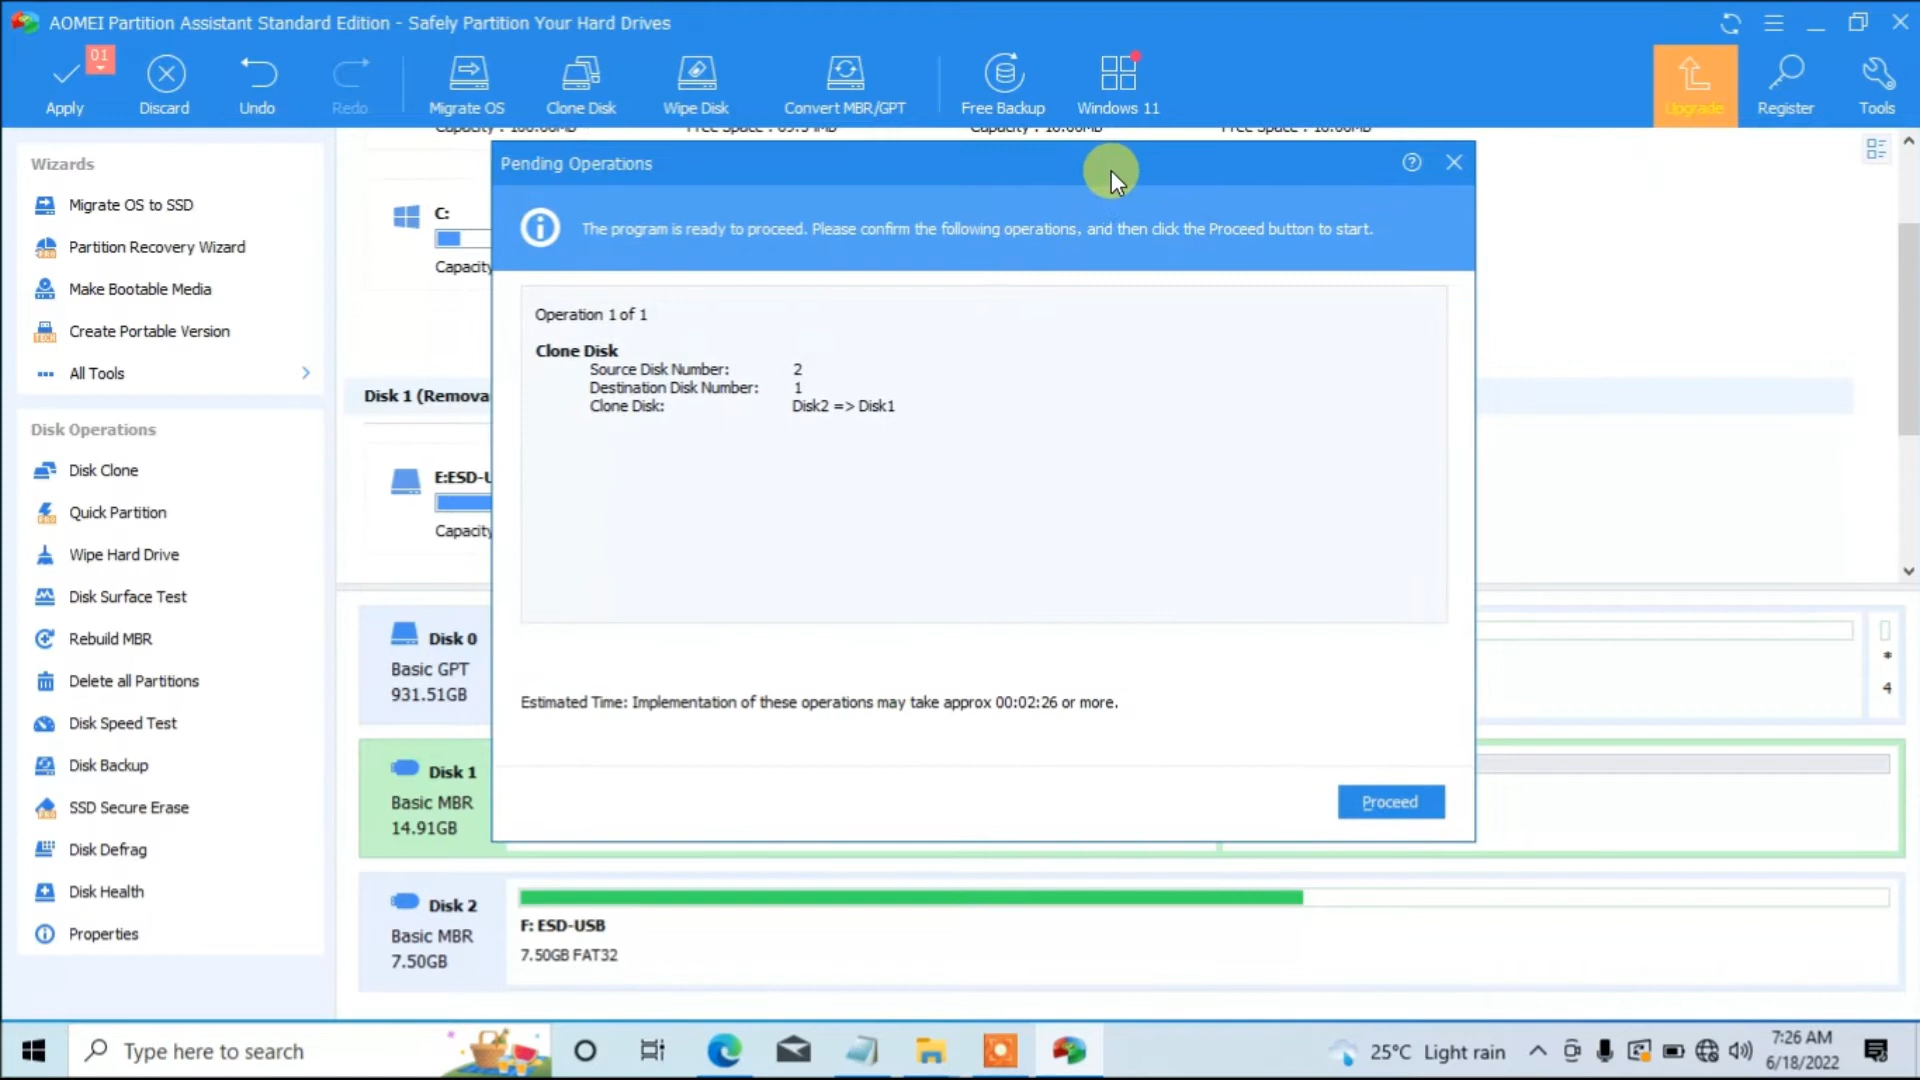 AOMEI Partition Assistant Standard Edition - Safely Partition Your Hard Drives
01
Apply
Discard
Undo
Redo
Migrate OS
Clone Disk
Wipe Disk
Convert MBR/GPT
Free Backup
Windows 11
Upgrade
Register
Tools
Wizards
Migrate OS to SSD
Partition Recovery Wizard
Make Bootable Media
Create Portable Version
All Tools
Disk Operations
Disk Clone
Quick Partition
Wipe Hard Drive
Disk Surface Test
Rebuild MBR
Delete all Partitions
Disk Speed Test
Disk Backup
SSD Secure Erase
Disk Defrag
Disk Health
Properties
C:
Capacity
Disk 1 (Remova
E:ESD-U
Capacity
Pending Operations
The program is ready to proceed. Please confirm the following operations, and then click the Proceed button to start.
Operation 1 of 1
Clone Disk
Source Disk Number: 2
Destination Disk Number: 1
Clone Disk: Disk2 => Disk1
Estimated Time: Implementation of these operations may take approx 00:02:26 or more.
Proceed
Disk 0
Basic GPT
931.51GB
*
4
Disk 1
Basic MBR
14.91GB
Disk 2
Basic MBR
7.50GB
F: ESD-USB
7.50GB FAT32
Type here to search
25°C Light rain
7:26 AM
6/18/2022